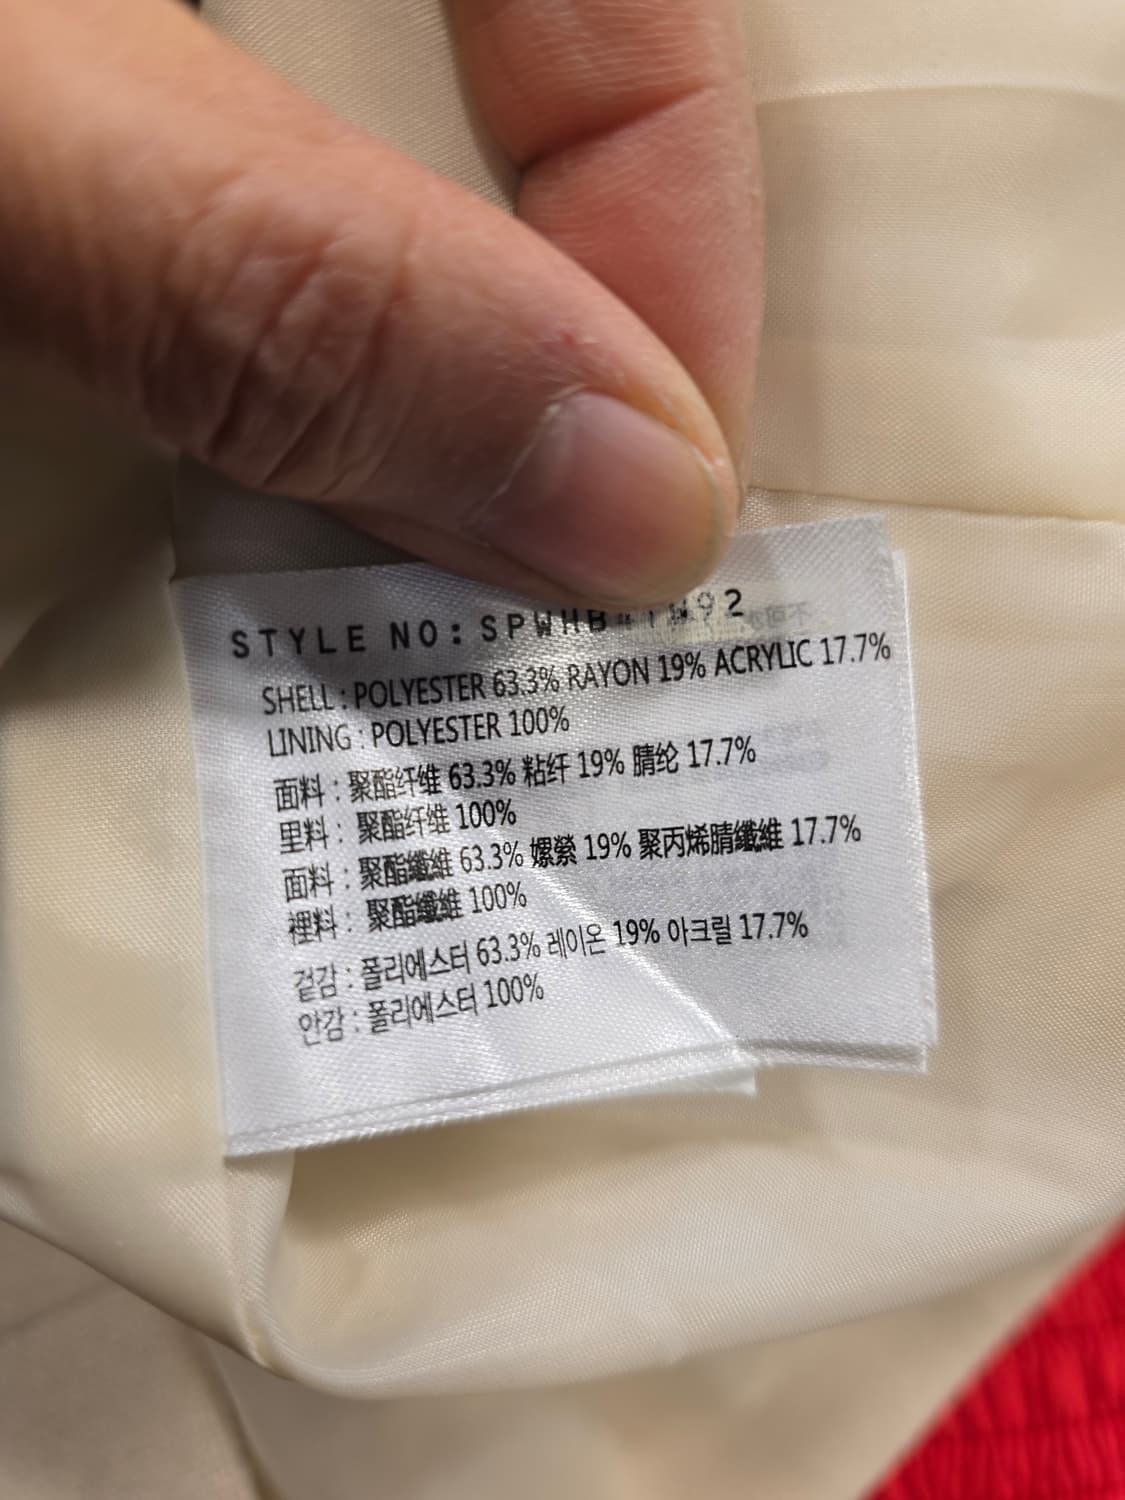 STYLE NO:
SHELL : POLYESTER 63.3% RAYON 19% ACRYLIC 17.7%
LINING : POLYESTER 100%
面料 : 聚酯纤维 63.3% 粘纤 19% 腈纶 17.7%
里料 : 聚酯纤维 100%
面料 : 聚酯纖維 63.3% 嫘縈 19% 聚丙烯腈纖維 17.7%
裡料 : 聚酯纖維 100%
겉감 : 폴리에스터 63.3% 레이온 19% 아크릴 17.7%
안감 : 폴리에스터 100%